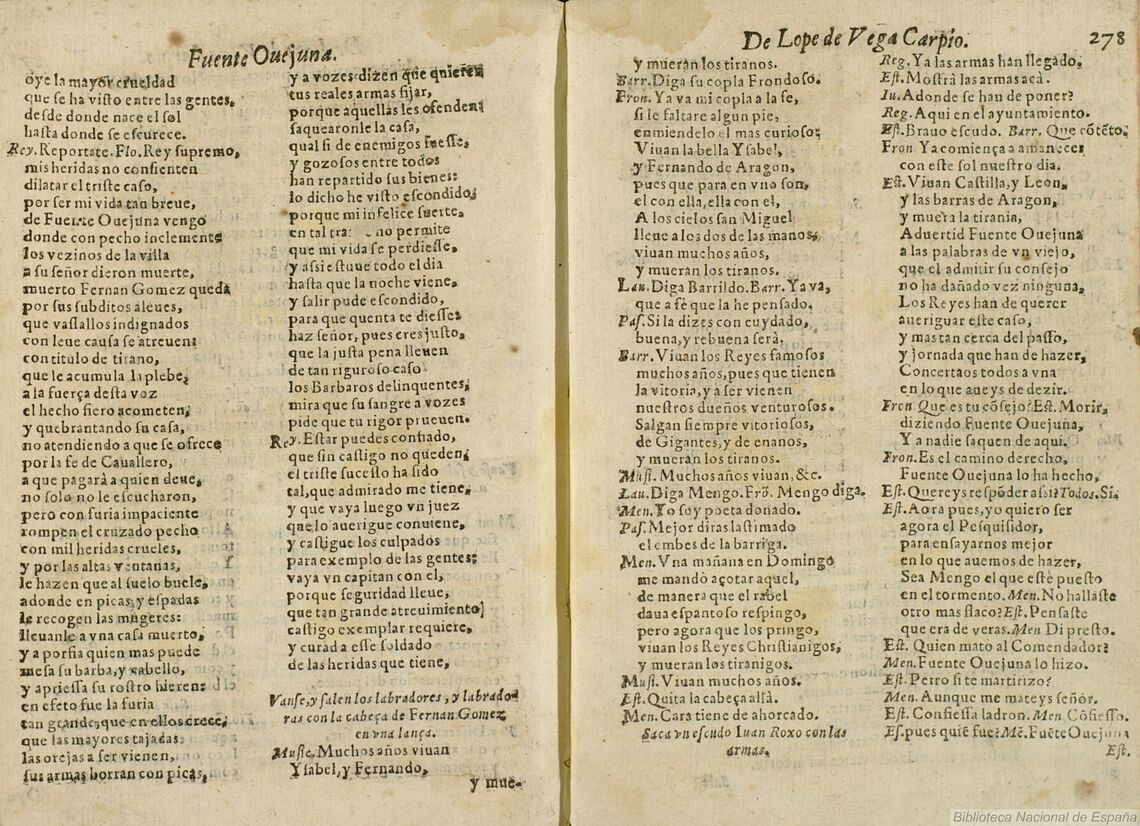 Fuente Ouejuna.
oye la mayor crueldad
que se ha visto entre las gentes,
desde donde nace el sol
hasta donde se escurece.
Rey. Reportate. Flo. Rey supremo,
mis heridas no consienten
dilatar el triste caso,
por ser mi vida tan breue,
de Fuente Ouejuna vengo
donde con pecho inclemente
los vezinos de la villa
a su señor dieron muerte,
muerto Fernan Gomez queda
por sus subditos aleues,
que vassallos indignados
con leue causa se atreuen:
con titulo de tirano,
que le acumula la plebe,
a la fuerça desta voz
el hecho fiero acometen,
y quebrantando su casa,
no atendiendo a que se ofrece
por la fe de Cauallero,
a que pagará a quien deue,
no solo no le escucharon,
pero con furia impaciente
rompen el cruzado pecho
con mil heridas crueles,
y por las altas ventanas,
le hazen que al suelo buele,
adonde en picas, y espadas
le recogen las mugeres:
lleuanle a vna casa muerto,
y a porfia quien mas puede
mesa su barba, y cabello,
y apriessa su rostro hieren:
en efeto fue la furia
tan grande, que en ellos crece,
que las mayores tajadas
las orejas a ser vienen,
sus armas borran con picas,
y a vozes dizen que quieren
tus reales armas fijar,
porque aquellas les ofenden:
saquearonle la casa,
qual si de enemigos fuesse,
y gozosos entre todos
han repartido sus bienes:
lo dicho he visto escondido,
porque mi infelice suerte,
en tal no permite
que mi vida se perdiesse,
y assi estuue todo el dia
hasta que la noche viene,
y salir pude escondido,
para que quenta te diesse:
haz señor, pues eres justo,
que la justa pena lleuen
de tan riguroso caso
los Barbaros delinquentes,
mira que su sangre a vozes
pide que tu rigor prueuen.
Rey. Estar puedes confiado,
que sin castigo no queden,
el triste sucesso ha sido
tal, que admirado me tiene,
y que vaya luego vn juez
que lo auerigue conuiene,
y castigue los culpados
para exemplo de las gentes:
vaya vn capitan con el,
porque seguridad lleue,
que tan grande atreuimiento
castigo exemplar requiere,
y curad a esse soldado
de las heridas que tiene,
Vanse, y salen los labradores, y labrado
ras con la cabeça de Fernan Gomez
en vna lança.
Music. Muchos años viuan
Ysabel, y Fernando,
y mue-
De Lope de Vega Carpio.
278
y mueran los tiranos.
Barr. Diga su copla Frondoso.
Fron. Ya va mi copla a la fe,
si le faltare algun pie,
enmiendelo el mas curioso:
Viuan la bella Ysabel,
y Fernando de Aragon,
pues que para en vno son,
el con ella, ella con el,
A los cielos san Miguel
lleue a los dos de las manos,
viuan muchos años,
y mueran los tiranos.
Lau. Diga Barrildo. Barr. Ya va,
que a fè que la he pensado.
Pas. Si la dizes con cuydado,
buena, y rebuena serà.
Barr. Viuan los Reyes famosos
muchos años, pues que tienen
la vitoria, y a ser vienen
nuestros dueños venturosos.
Salgan siempre vitoriosos,
de Gigantes, y de enanos,
y mueran los tiranos.
Musi. Muchos años viuan, &c.
Lau. Diga Mengo. Frõ. Mengo diga.
Men. Yo soy poeta donado.
Pas. Mejor diras lastimado
el embes de la barriga.
Men. Vna mañana en Domingo
me mandò açotar aquel,
de manera que el rabel
daua espantoso respingo,
pero agora que los pringo,
viuan los Reyes Christianigos,
y mueran los tiranigos.
Musi. Viuan muchos años.
Est. Quita la cabeça allà.
Men. Cara tiene de ahorcado.
Saca vn escudo Iuan Roxo con las
armas.
Reg. Ya las armas han llegado.
Est. Mostrà las armas acà.
Iu. Adonde se han de poner?
Reg. Aqui en el ayuntamiento.
Est. Brauo escudo. Barr. Que cõtẽto.
Fron. Ya comiença a amanecer
con este sol nuestro dia.
Est. Viuan Castilla, y Leon,
y las barras de Aragon,
y muera la tirania,
Aduertid Fuente Ouejuna
a las palabras de vn viejo,
que el admitir su consejo
no ha dañado vez ninguna,
Los Reyes han de querer
aueriguar este caso,
y mas tan cerca del passo,
y jornada que han de hazer,
Concertaos todos a vna
en lo que aueys de dezir.
Fron. Que es tu cõsejo? Est. Morir,
diziendo Fuente Ouejuna,
Y a nadie saquen de aqui.
Fron. Es el camino derecho,
Fuente Ouejuna lo ha hecho,
Est. Quereys respõder assi? Todos. Si.
Est. Aora pues, yo quiero ser
agora el Pesquisidor,
para ensayarnos mejor
en lo que auemos de hazer,
Sea Mengo el que estè puesto
en el tormento. Men. No hallaste
otro mas flaco? Est. Pensaste
que era de veras. Men Di presto.
Est. Quien mato al Comendador?
Men. Fuente Ouejuna lo hizo.
Est. Perro si te martirizo?
Men. Aunque me mateys señor.
Est. Confiessa ladron. Men. Cõfiesso.
Es. pues quiẽ fue? Mẽ. Fuẽte Ouejuna
Est.
Biblioteca Nacional de España